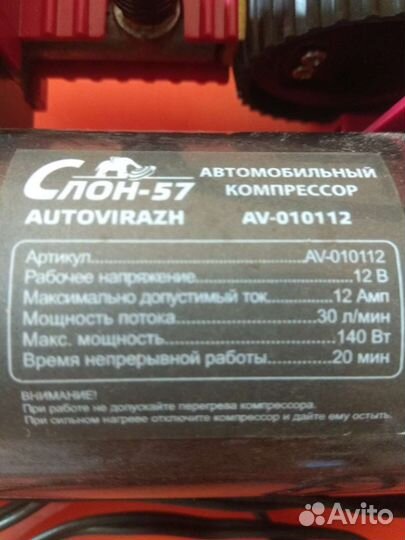 СЛОН-57
АВТОМОБИЛЬНЫЙ
КОМПРЕССОР
AUTOVIRAZH
AV-010112
Артикул..............................................AV-010112
Рабочее напряжение...........................12 В
Максимально допустимый ток.........12 Амп
Мощность потока.........................30 л/мин
Макс. мощность.............................140 Вт
Время непрерывной работы..........20 мин
ВНИМАНИЕ!
При работе не допускайте перегрева компрессора.
При сильном нагреве отключите компрессор и дайте ему остыть.
Avito